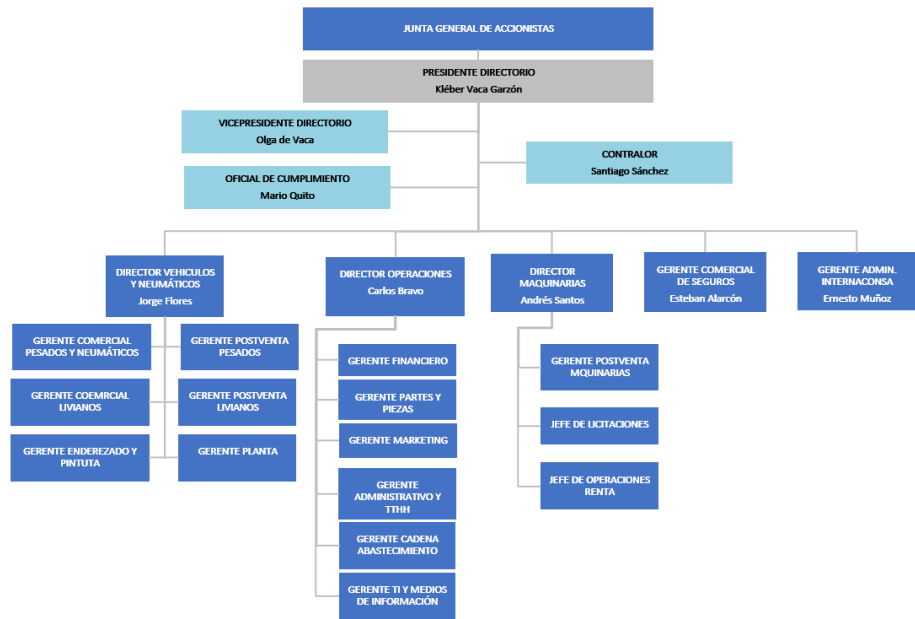 JUNTA GENERAL DE ACCIONISTAS
PRESIDENTE DIRECTORIO
Kléber Vaca Garzón
VICEPRESIDENTE DIRECTORIO
Olga de Vaca
CONTRALOR
Santiago Sánchez
OFICIAL DE CUMPLIMIENTO
Mario Quito
DIRECTOR VEHICULOS
Y NEUMÁTICOS
Jorge Flores
DIRECTOR OPERACIONES
Carlos Bravo
DIRECTOR
MAQUINARIAS
Andrés Santos
GERENTE COMERCIAL
DE SEGUROS
Esteban Alarcón
GERENTE ADMIN.
INTERNACONSA
Ernesto Muñoz
GERENTE COMERCIAL
PESADOS Y NEUMÁTICOS
GERENTE POSTVENTA
PESADOS
GERENTE COEMRCIAL
LIVIANOS
GERENTE POSTVENTA
LIVIANOS
GERENTE ENDEREZADO Y
PINTUTA
GERENTE PLANTA
GERENTE FINANCIERO
GERENTE PARTES Y
PIEZAS
GERENTE MARKETING
GERENTE
ADMINISTRATIVO Y
TTHH
GERENTE CADENA
ABASTECIMIENTO
GERENTE TI Y MEDIOS
DE INFORMACIÓN
GERENTE POSTVENTA
MQUINARIAS
JEFE DE LICITACIONES
JEFE DE OPERACIONES
RENTA